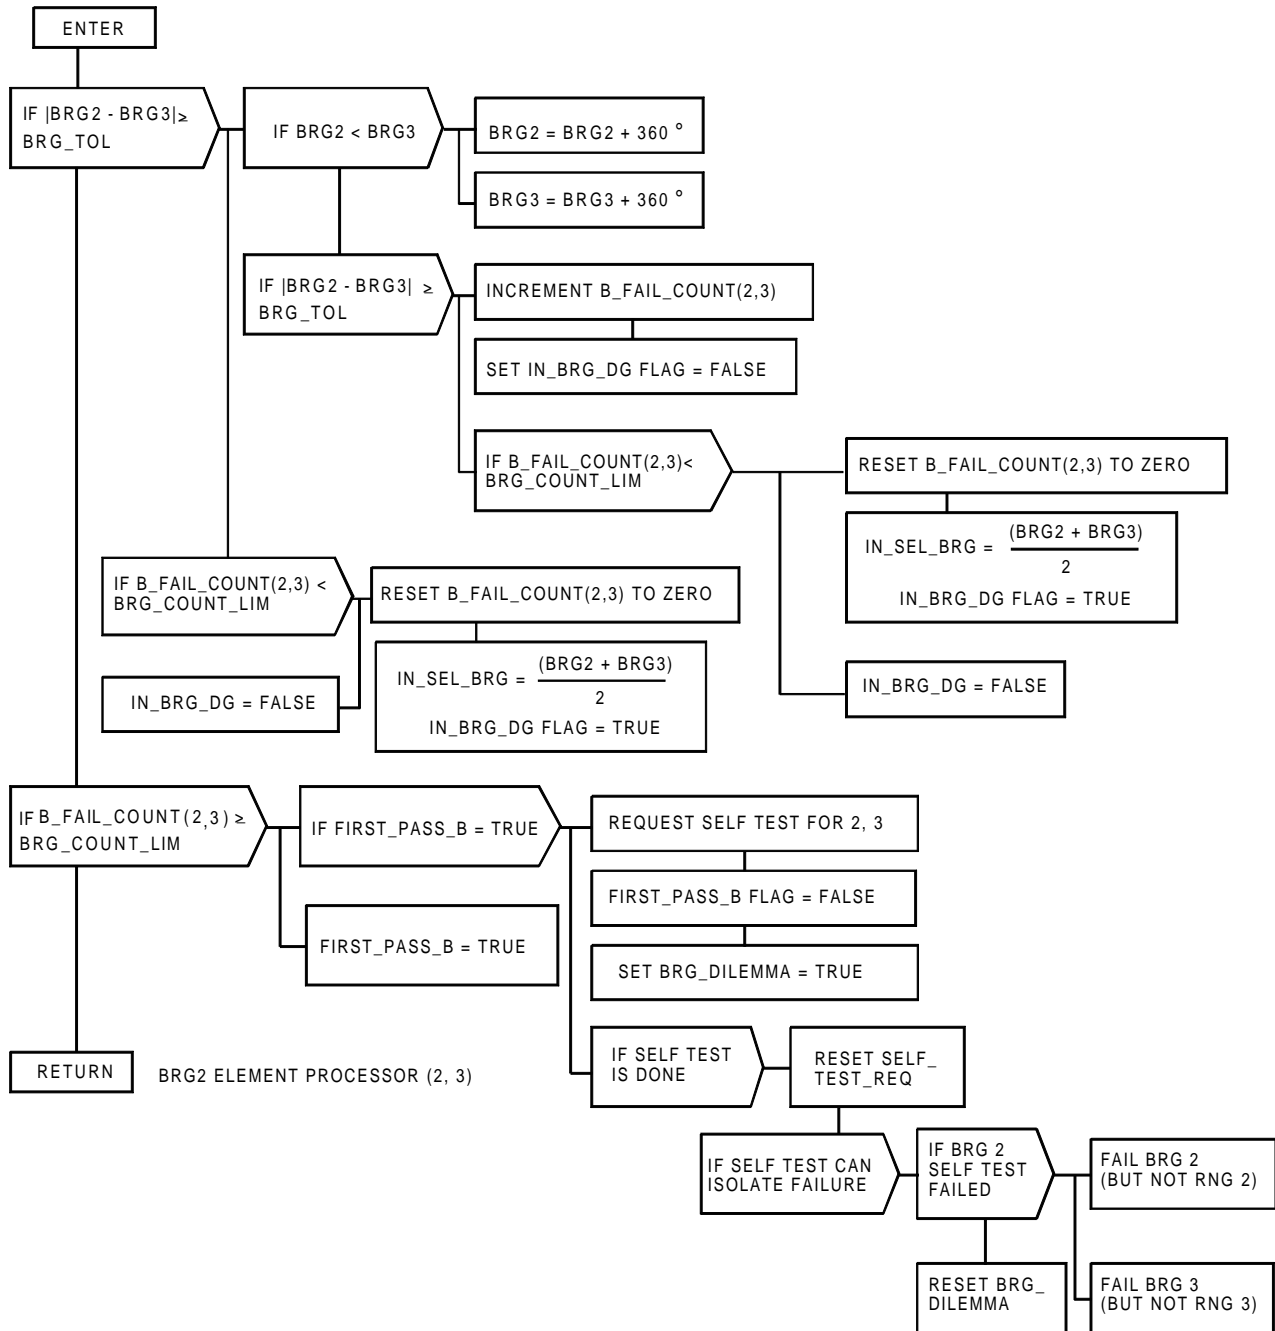 ENTER
IF |BRG2 - BRG3| ≥
BRG_TOL
IF BRG2 < BRG3
BRG2 = BRG2 + 360 °
BRG3 = BRG3 + 360 °
IF |BRG2 - BRG3| ≥
BRG_TOL
INCREMENT B_FAIL_COUNT(2,3)
SET IN_BRG_DG FLAG = FALSE
IF B_FAIL_COUNT(2,3)<
BRG_COUNT_LIM
RESET B_FAIL_COUNT(2,3) TO ZERO
IN_SEL_BRG = (BRG2 + BRG3)
2
IN_BRG_DG FLAG = TRUE
IN_BRG_DG = FALSE
IF B_FAIL_COUNT(2,3) <
BRG_COUNT_LIM
RESET B_FAIL_COUNT(2,3) TO ZERO
IN_SEL_BRG = (BRG2 + BRG3)
2
IN_BRG_DG FLAG = TRUE
IN_BRG_DG = FALSE
IF B_FAIL_COUNT(2,3) ≥
BRG_COUNT_LIM
IF FIRST_PASS_B = TRUE
REQUEST SELF TEST FOR 2, 3
FIRST_PASS_B FLAG = FALSE
SET BRG_DILEMMA = TRUE
FIRST_PASS_B = TRUE
IF SELF TEST
IS DONE
RESET SELF_
TEST_REQ
RETURN
BRG2 ELEMENT PROCESSOR (2, 3)
IF SELF TEST CAN
ISOLATE FAILURE
IF BRG 2
SELF TEST
FAILED
FAIL BRG 2
(BUT NOT RNG 2)
RESET BRG_
DILEMMA
FAIL BRG 3
(BUT NOT RNG 3)